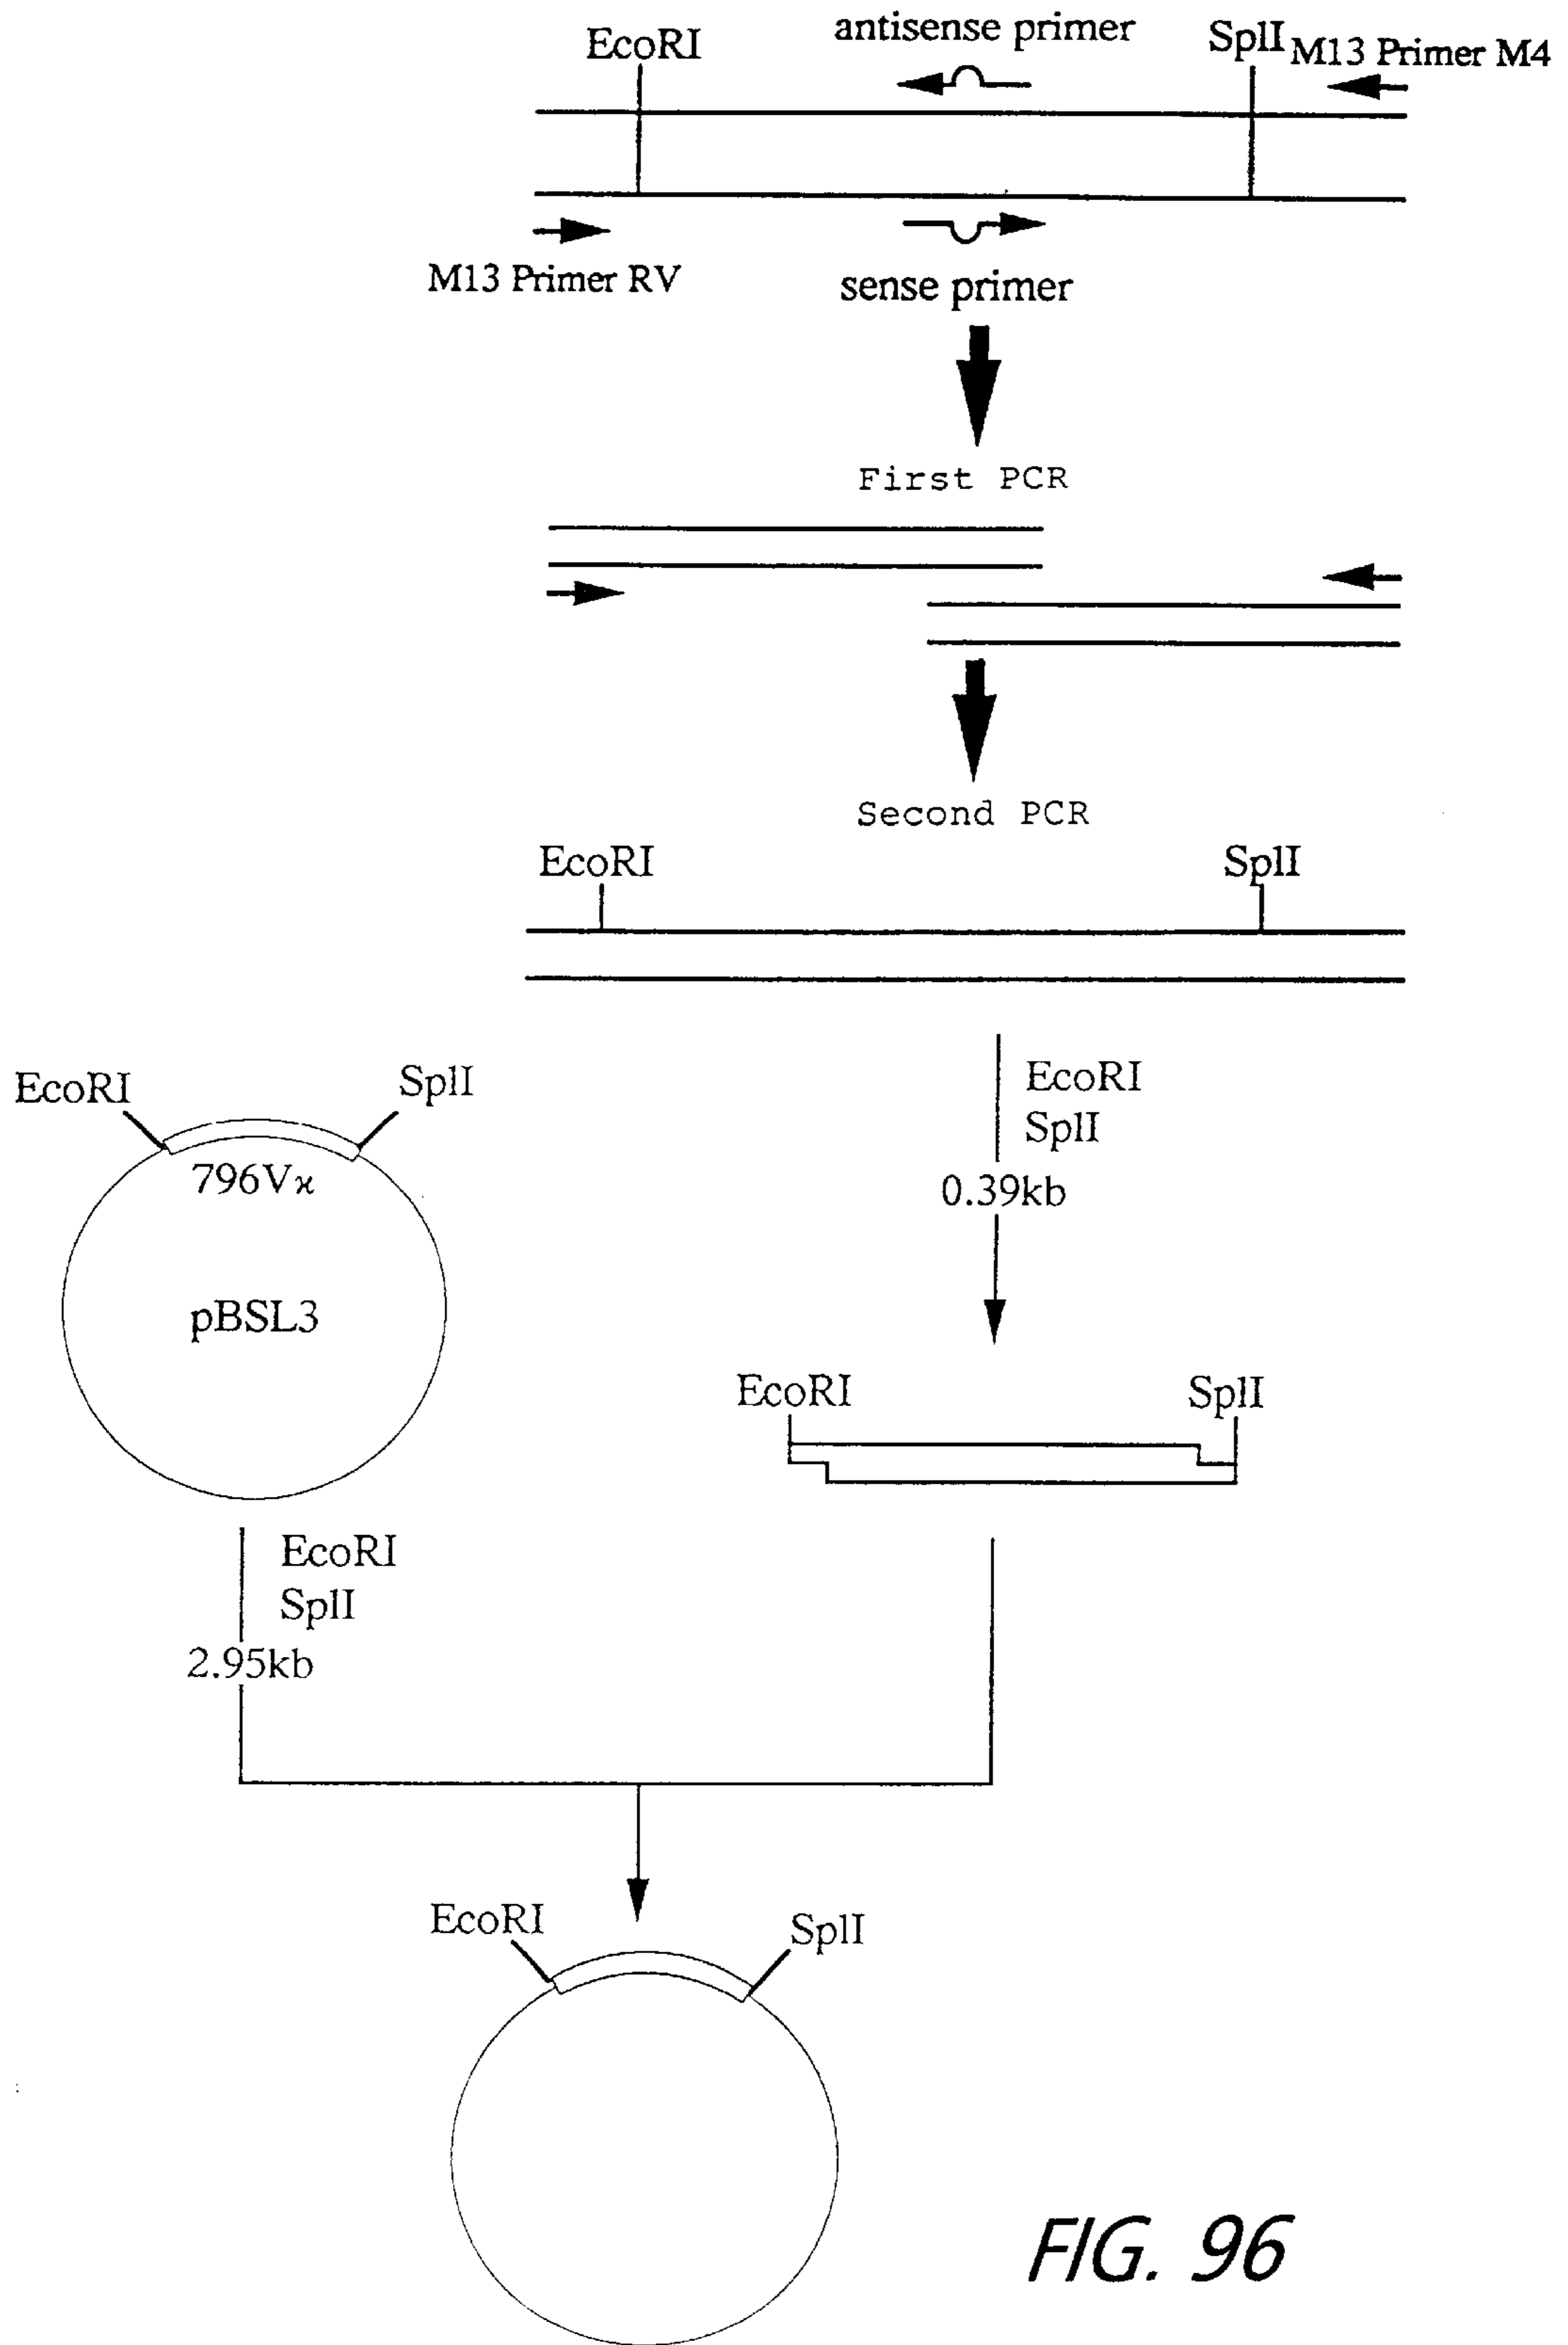 EcoRI
antisense primer
SplI
M13 Primer M4
M13 Primer RV
sense primer
First PCR
Second PCR
EcoRI
SplI
EcoRI
SplI
EcoRI
SplI
796Vϰ
0.39kb
pBSL3
EcoRI
SplI
EcoRI
SplI
2.95kb
EcoRI
SplI
FIG. 96